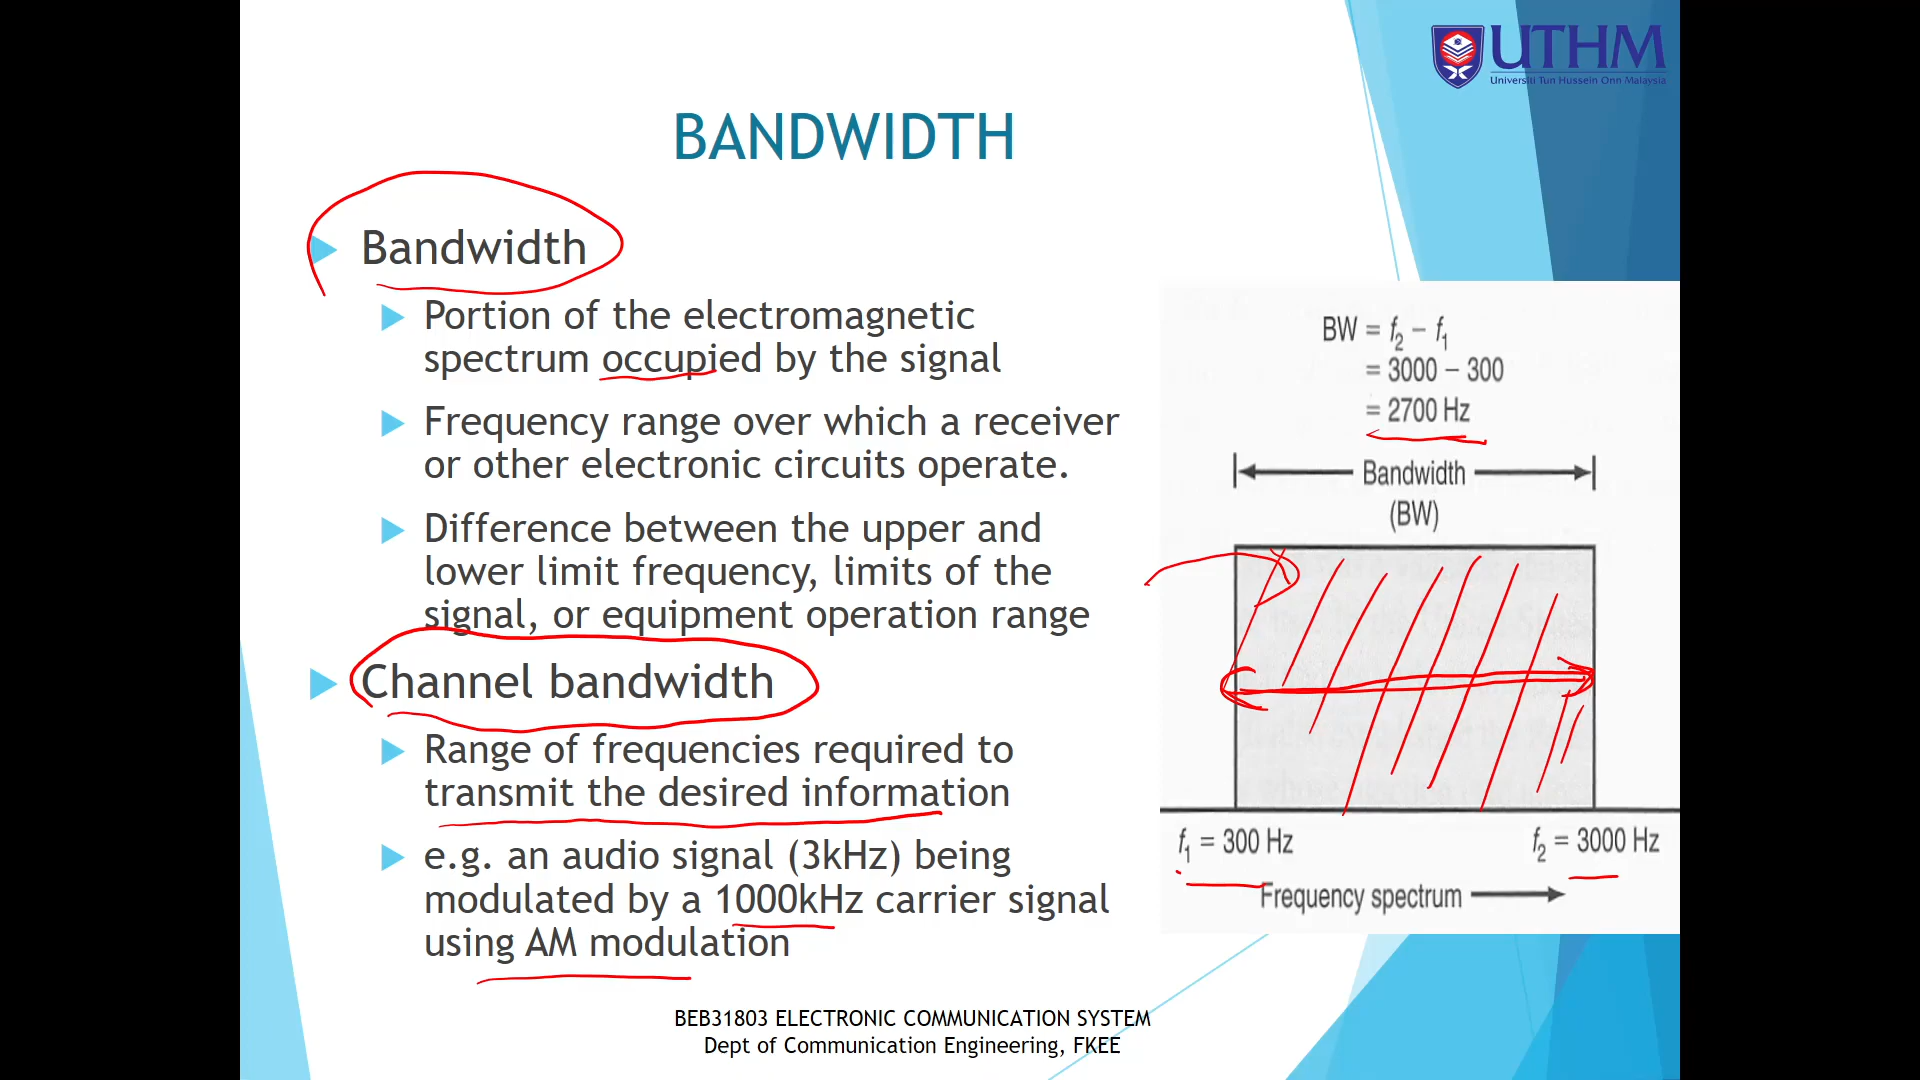 UTHM
Universiti Tun Hussein Onn Malaysia
BANDWIDTH
Bandwidth
Portion of the electromagnetic
spectrum occupied by the signal
Frequency range over which a receiver
or other electronic circuits operate.
Difference between the upper and
lower limit frequency, limits of the
signal, or equipment operation range
Channel bandwidth
Range of frequencies required to
transmit the desired information
e.g. an audio signal (3kHz) being
modulated by a 1000kHz carrier signal
using AM modulation
BW = f₂ − f₁
= 3000 − 300
= 2700 Hz
Bandwidth
(BW)
f₁ = 300 Hz
f₂ = 3000 Hz
Frequency spectrum
BEB31803 ELECTRONIC COMMUNICATION SYSTEM
Dept of Communication Engineering, FKEE